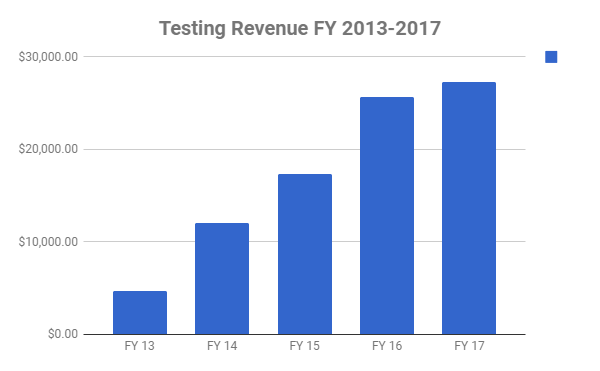 Testing Revenue FY 2013-2017
$30,000.00
$20,000.00
$10,000.00
$0.00
FY 13 FY 14 FY 15 FY 16 FY 17